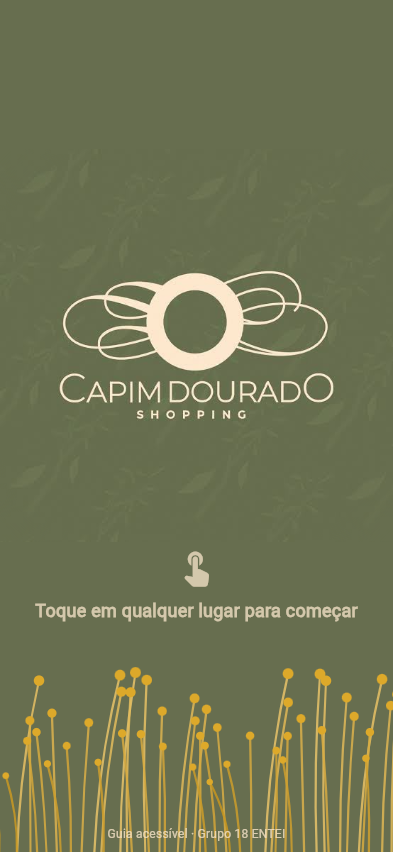 CAPIM DOURADO
SHOPPING
Toque em qualquer lugar para começar
Guia acessível · Grupo 18 ENTEI